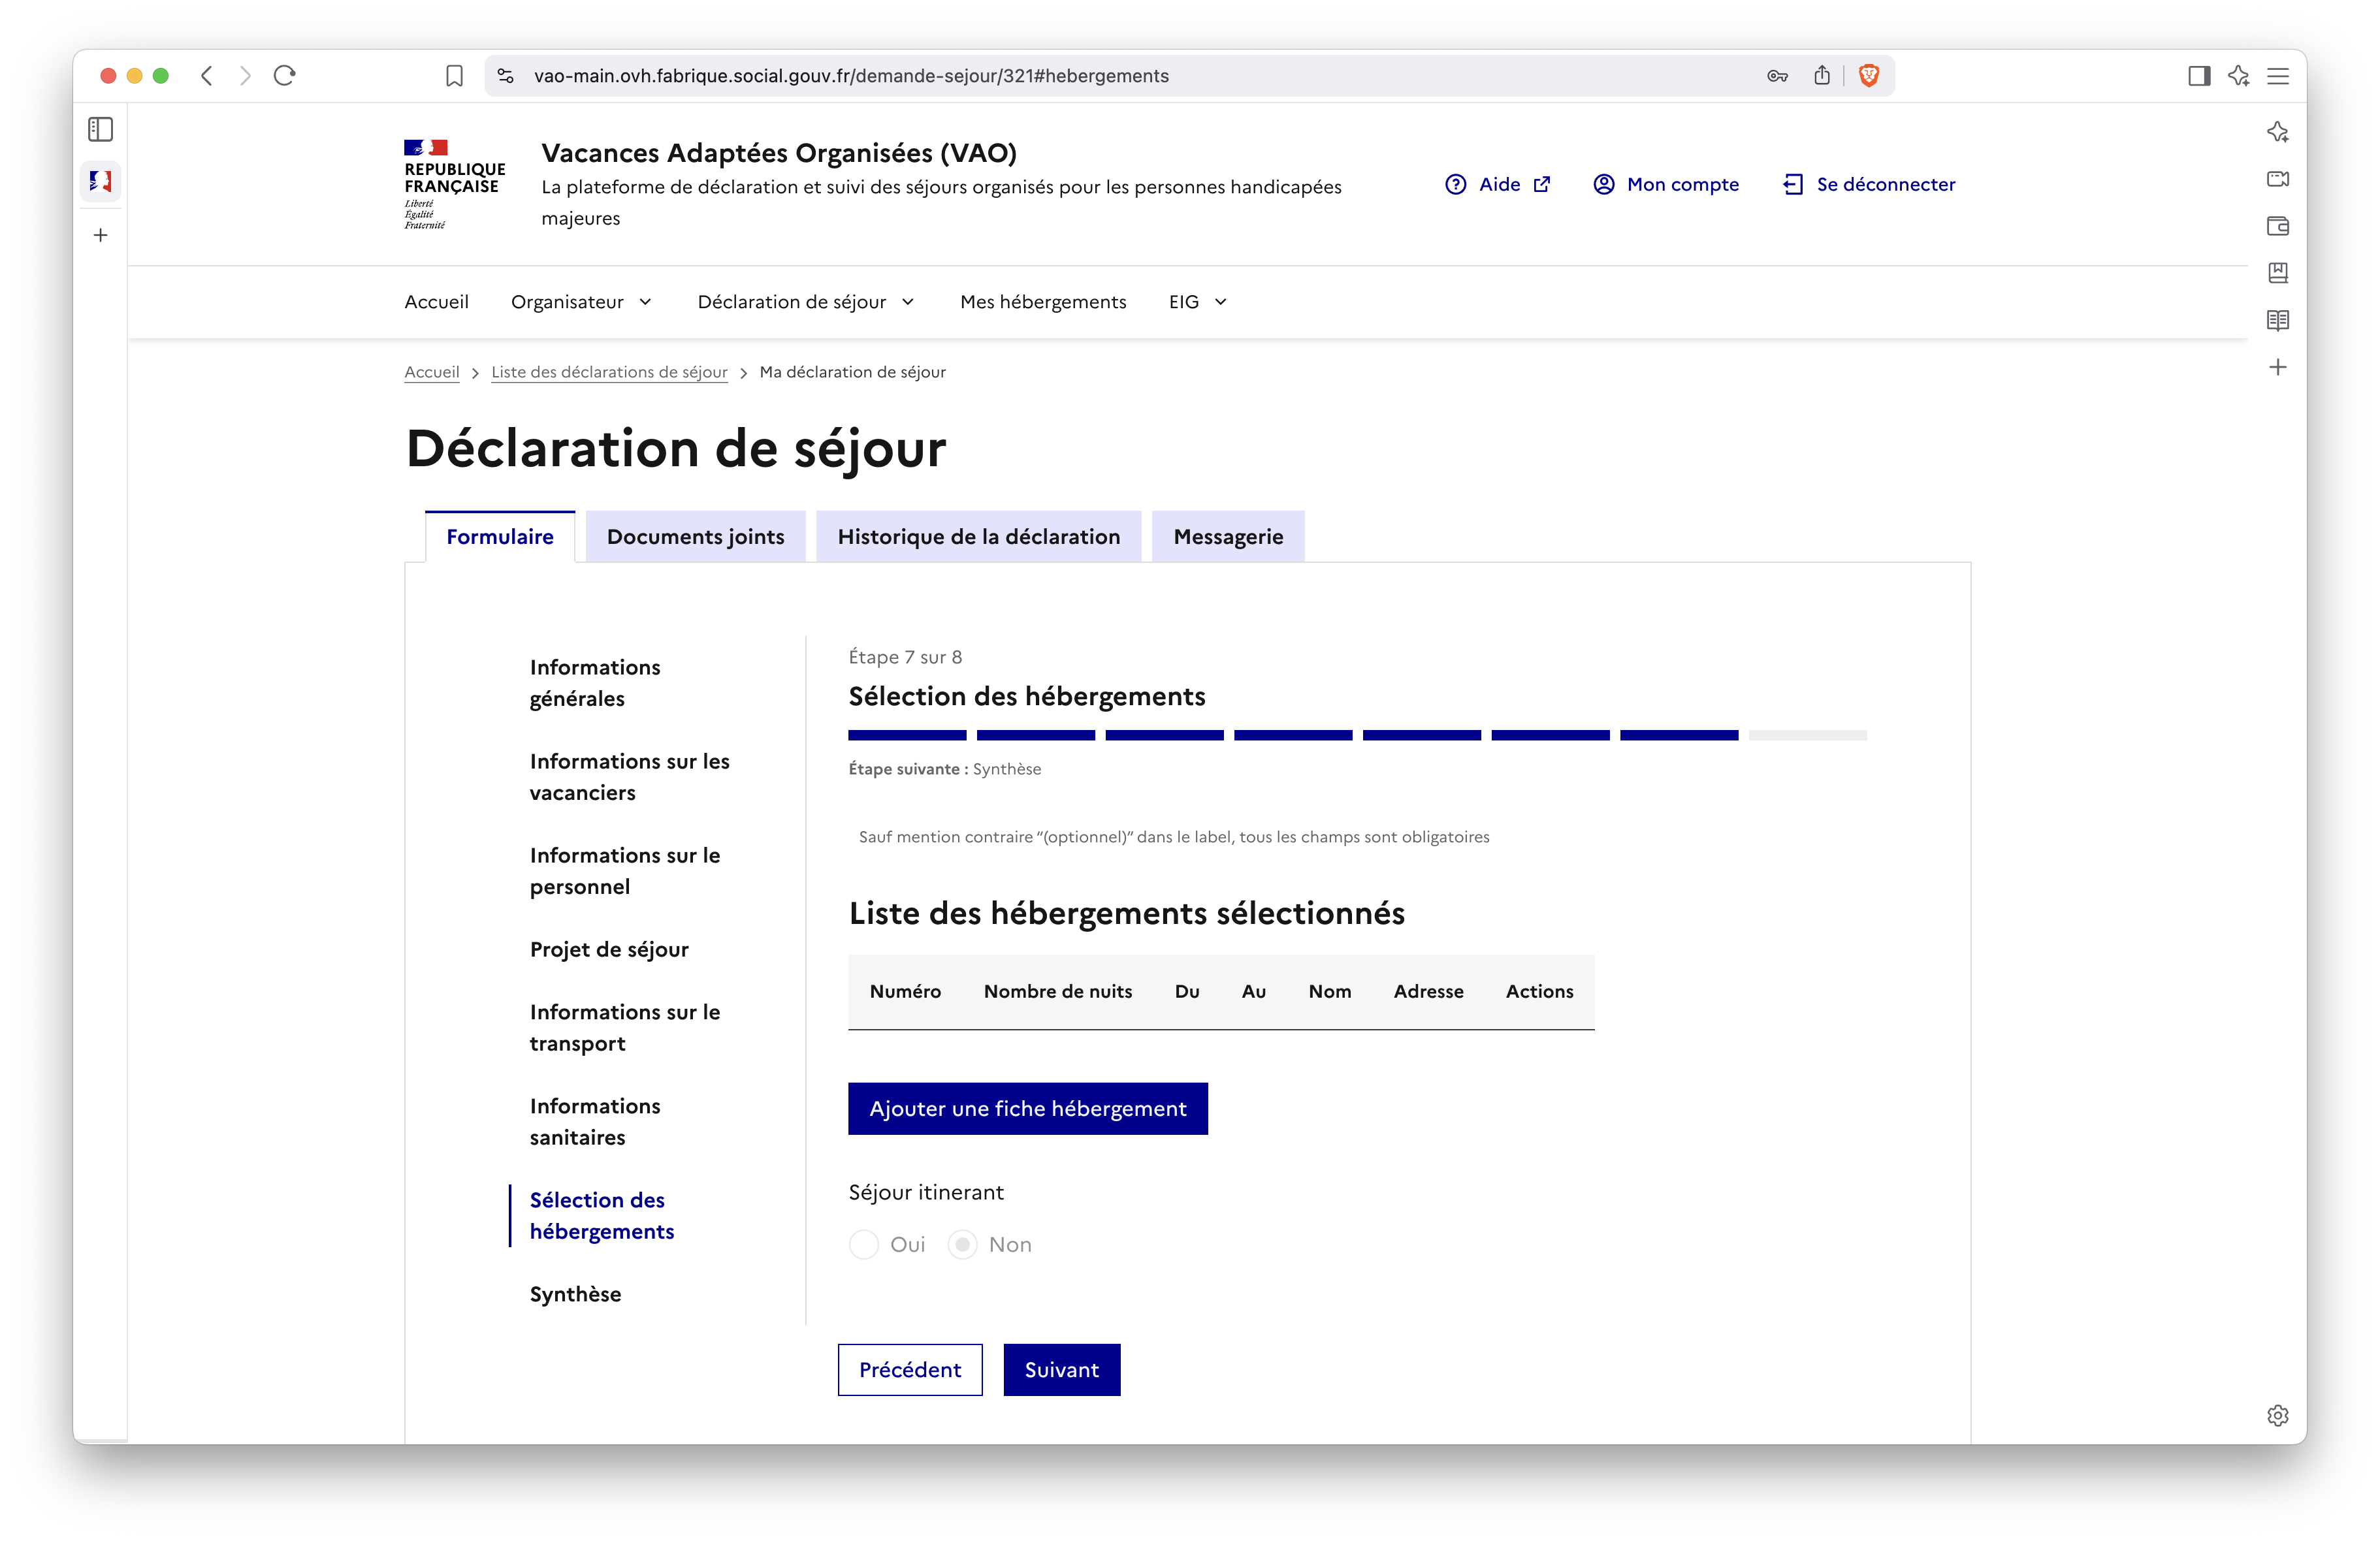 vao-main.ovh.fabrique.social.gouv.fr/demande-sejour/321#hebergements
REPUBLIQUE
FRANÇAISE
Liberté
Égalité
Fraternité
Vacances Adaptées Organisées (VAO)
La plateforme de déclaration et suivi des séjours organisés pour les personnes handicapées
majeures
Aide
Mon compte
Se déconnecter
Accueil
Organisateur
Déclaration de séjour
Mes hébergements
EIG
Accueil > Liste des déclarations de séjour > Ma déclaration de séjour
Déclaration de séjour
Formulaire
Documents joints
Historique de la déclaration
Messagerie
Informations
générales
Informations sur les
vacanciers
Informations sur le
personnel
Projet de séjour
Informations sur le
transport
Informations
sanitaires
Sélection des
hébergements
Synthèse
Étape 7 sur 8
Sélection des hébergements
Étape suivante : Synthèse
Sauf mention contraire “(optionnel)” dans le label, tous les champs sont obligatoires
Liste des hébergements sélectionnés
Numéro Nombre de nuits Du Au Nom Adresse Actions
Ajouter une fiche hébergement
Séjour itinerant
Oui Non
Précédent
Suivant